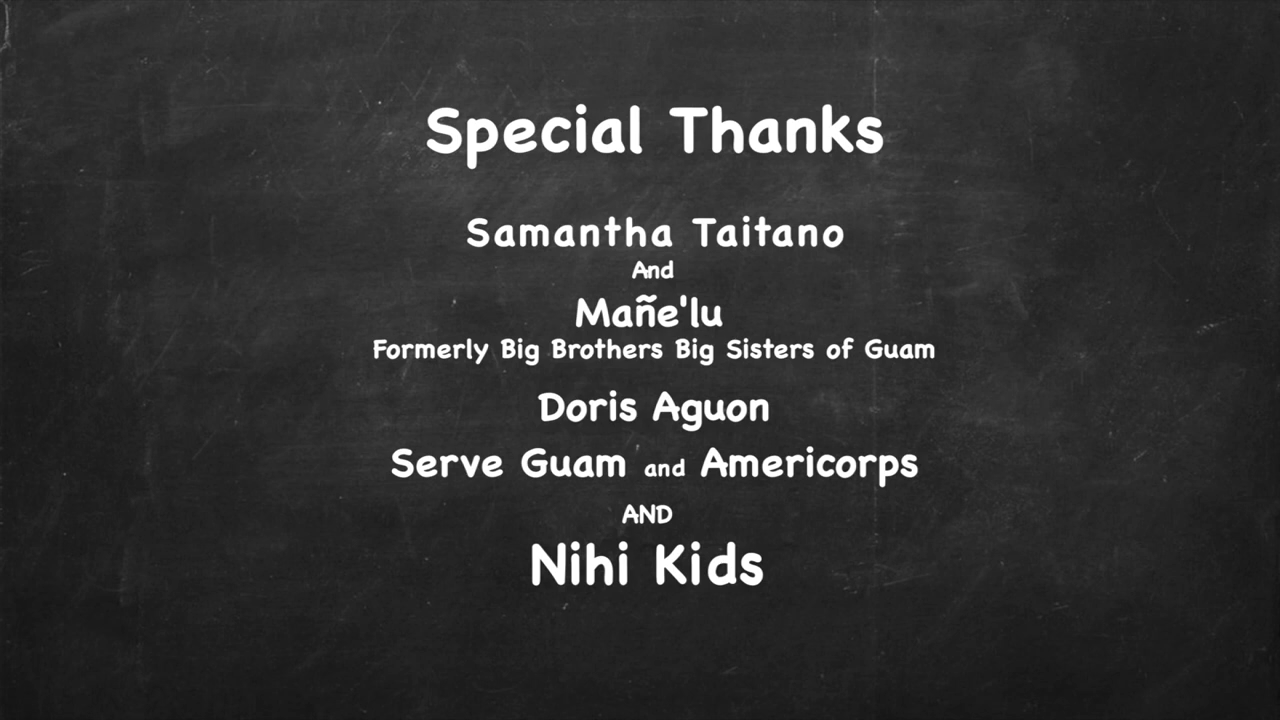 Special Thanks
Samantha Taitano
And
Mañe'lu
Formerly Big Brothers Big Sisters of Guam
Doris Aguon
Serve Guam and Americorps
AND
Nihi Kids